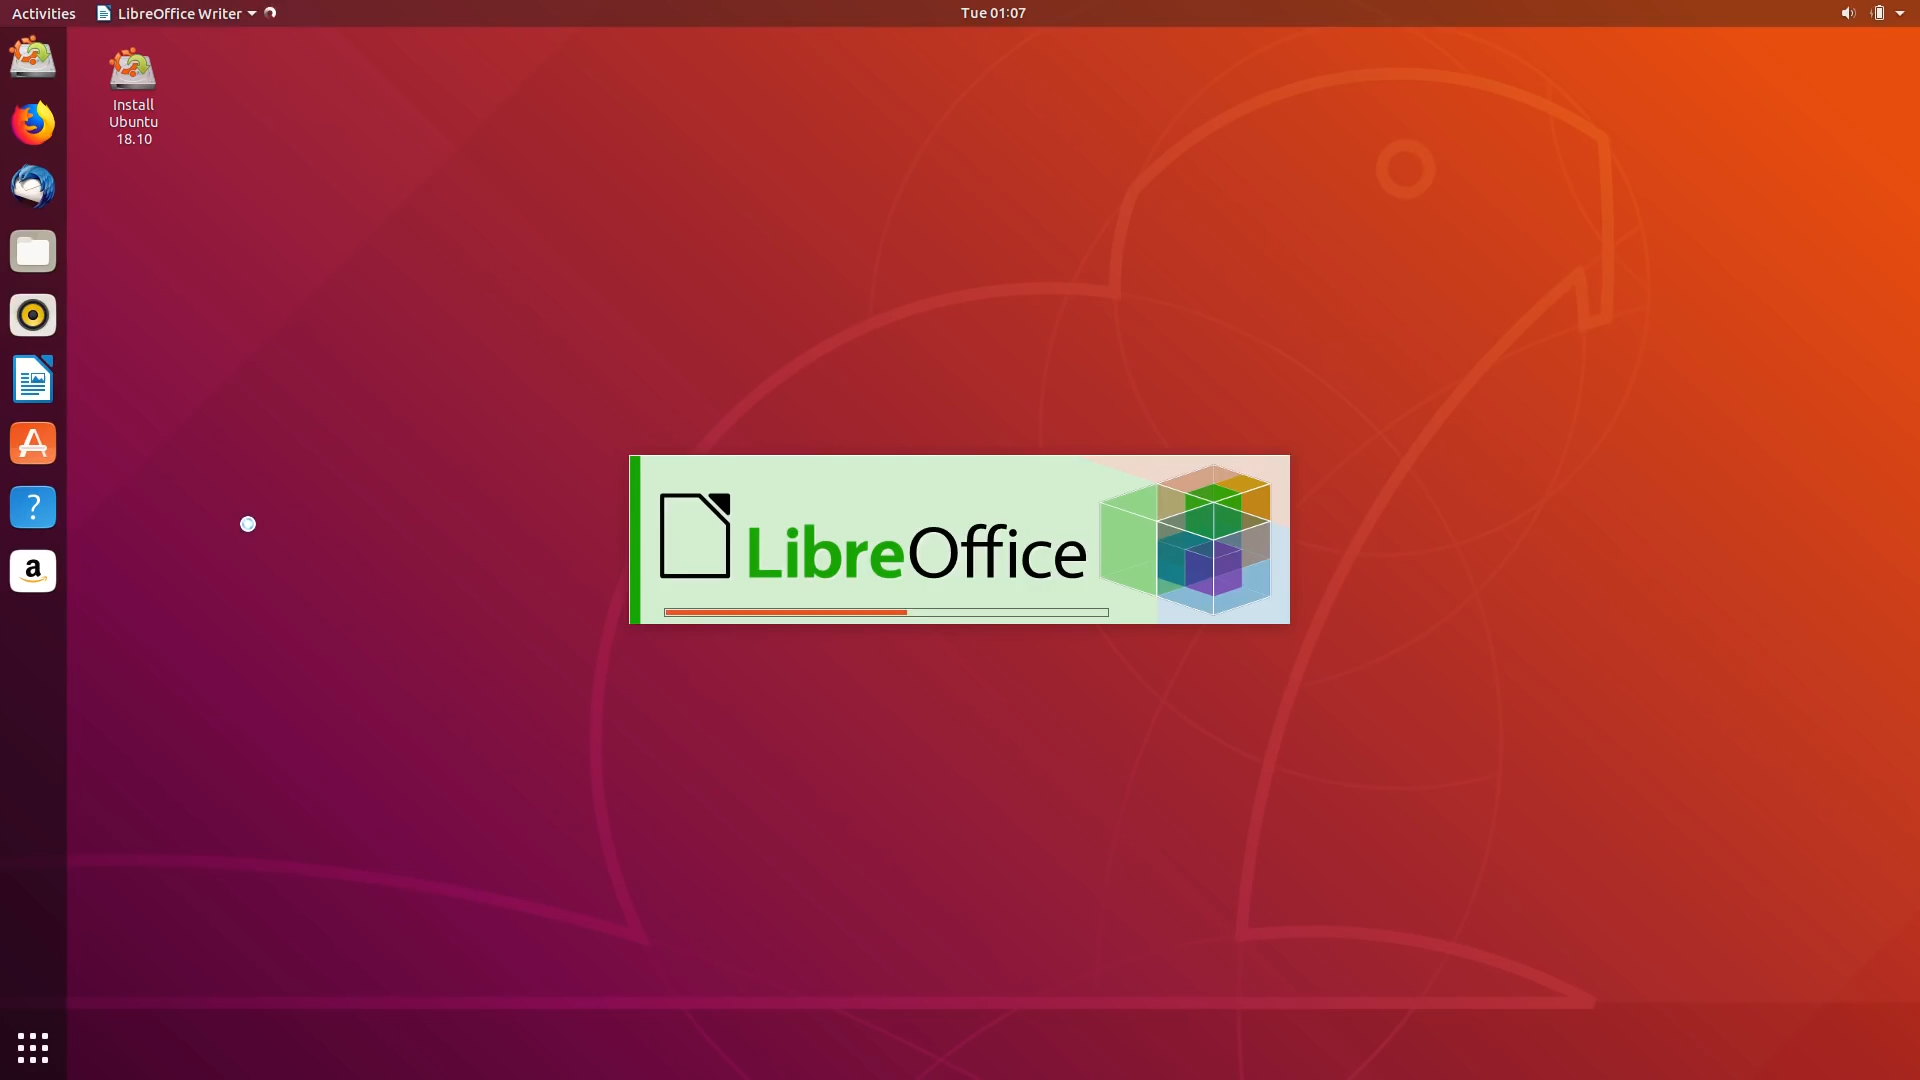 Activities
LibreOffice Writer
Tue 01:07
Install
Ubuntu
18.10
LibreOffice
?
a